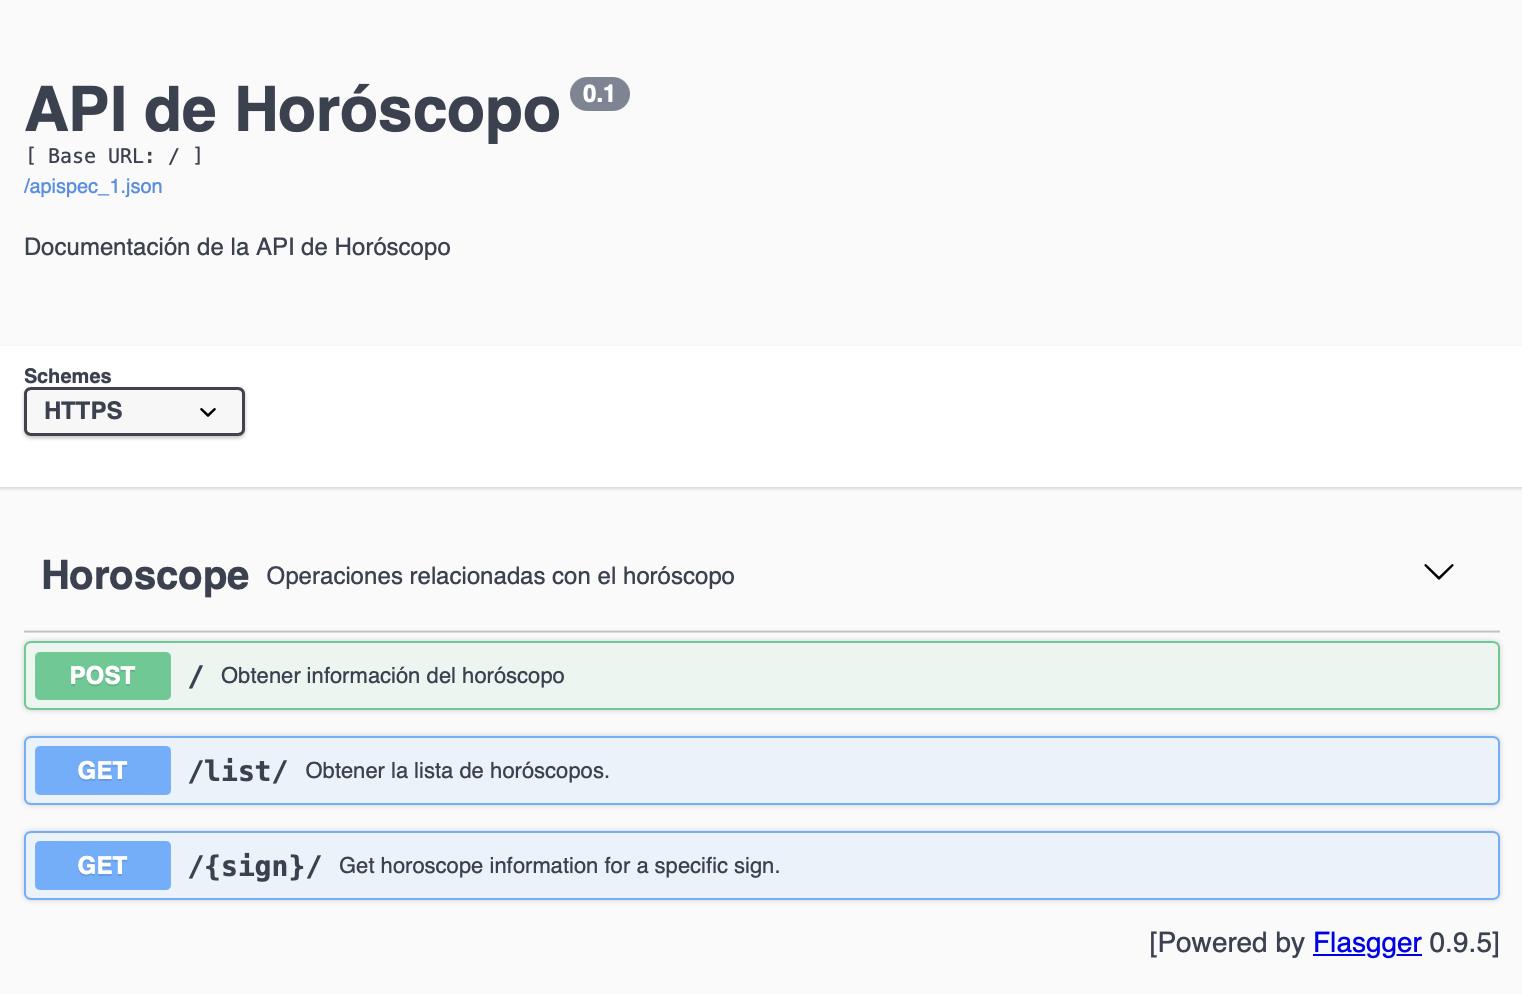 API de Horóscopo 0.1
[ Base URL: / ]
/apispec_1.json
Documentación de la API de Horóscopo
Schemes
HTTPS
Horoscope Operaciones relacionadas con el horóscopo
POST / Obtener información del horóscopo
GET /list/ Obtener la lista de horóscopos.
GET /{sign}/ Get horoscope information for a specific sign.
[Powered by Flasgger 0.9.5]